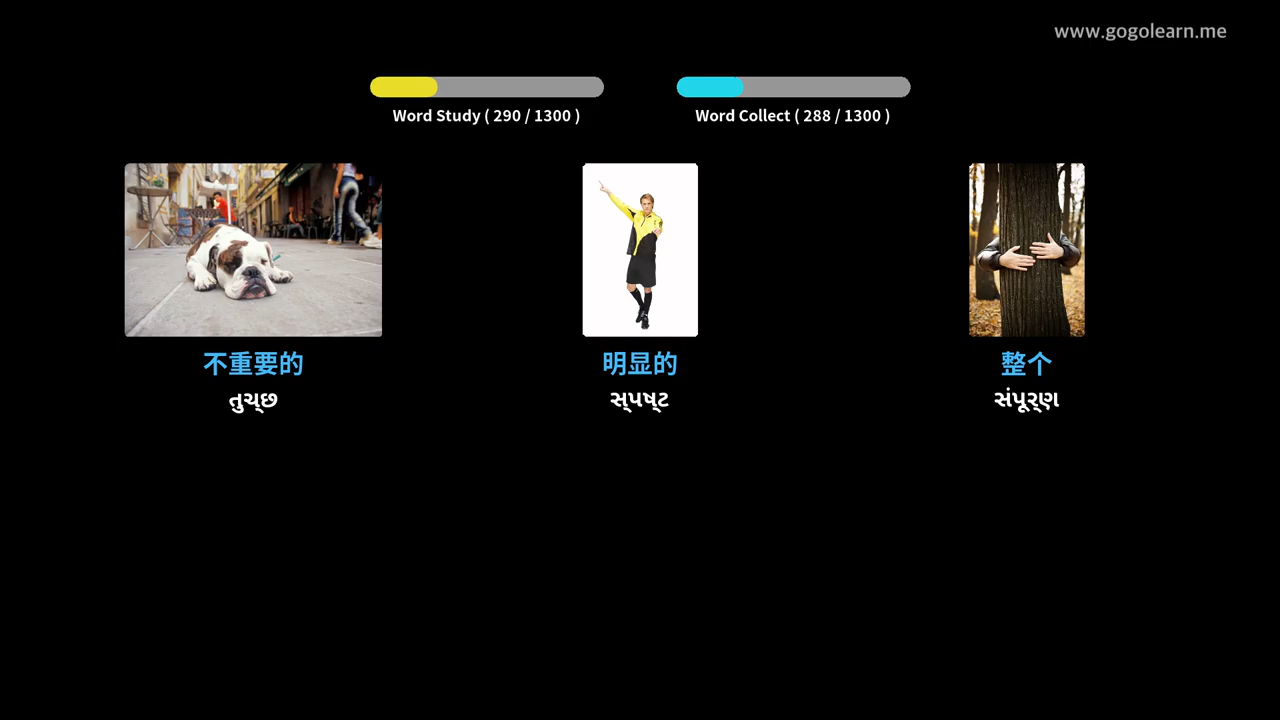 www.gogolearn.me
Word Study ( 290 / 1300 )
Word Collect ( 288 / 1300 )
不重要的
明显的
整个
તુચ્છ
સ્પષ્ટ
સંપૂર્ણ